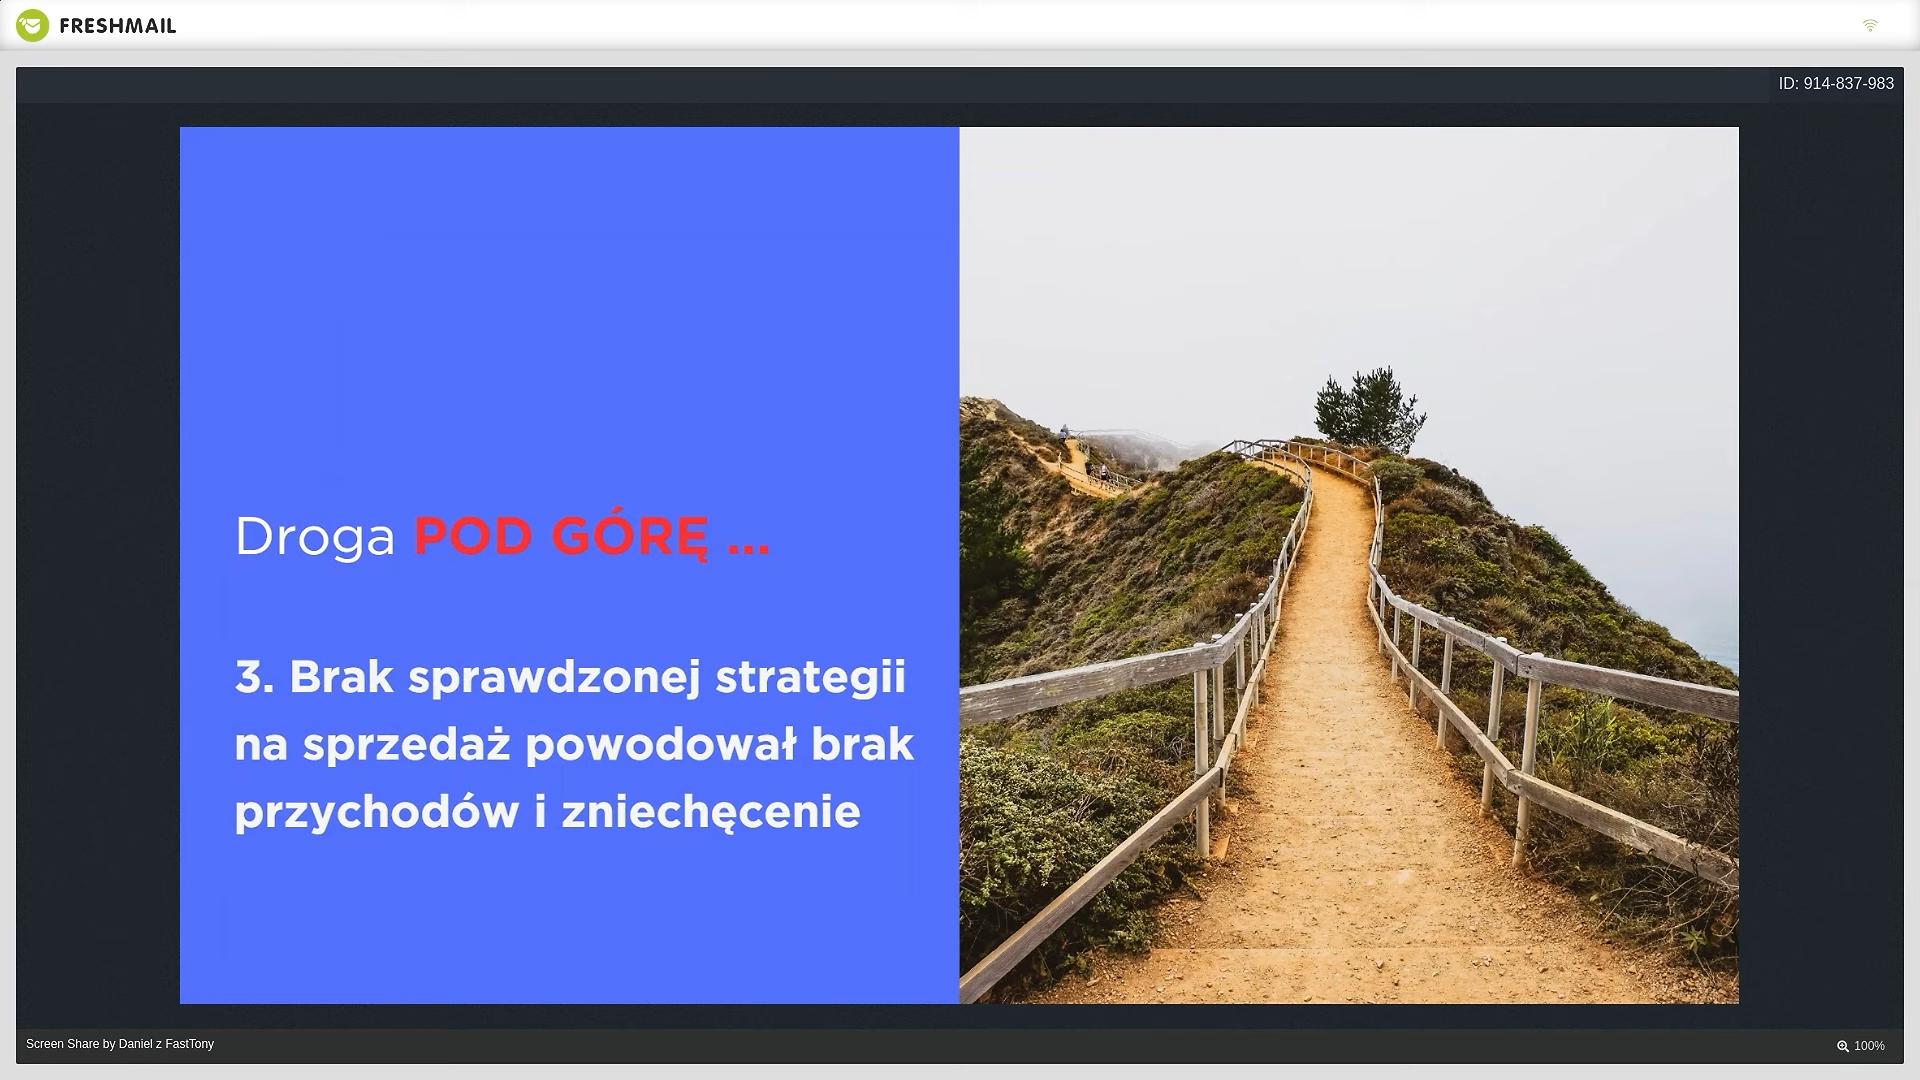 FRESHMAIL
ID: 914-837-983
Droga POD GÓRĘ ...
3. Brak sprawdzonej strategii
na sprzedaż powodował brak
przychodów i zniechęcenie
Screen Share by Daniel z FastTony
100%